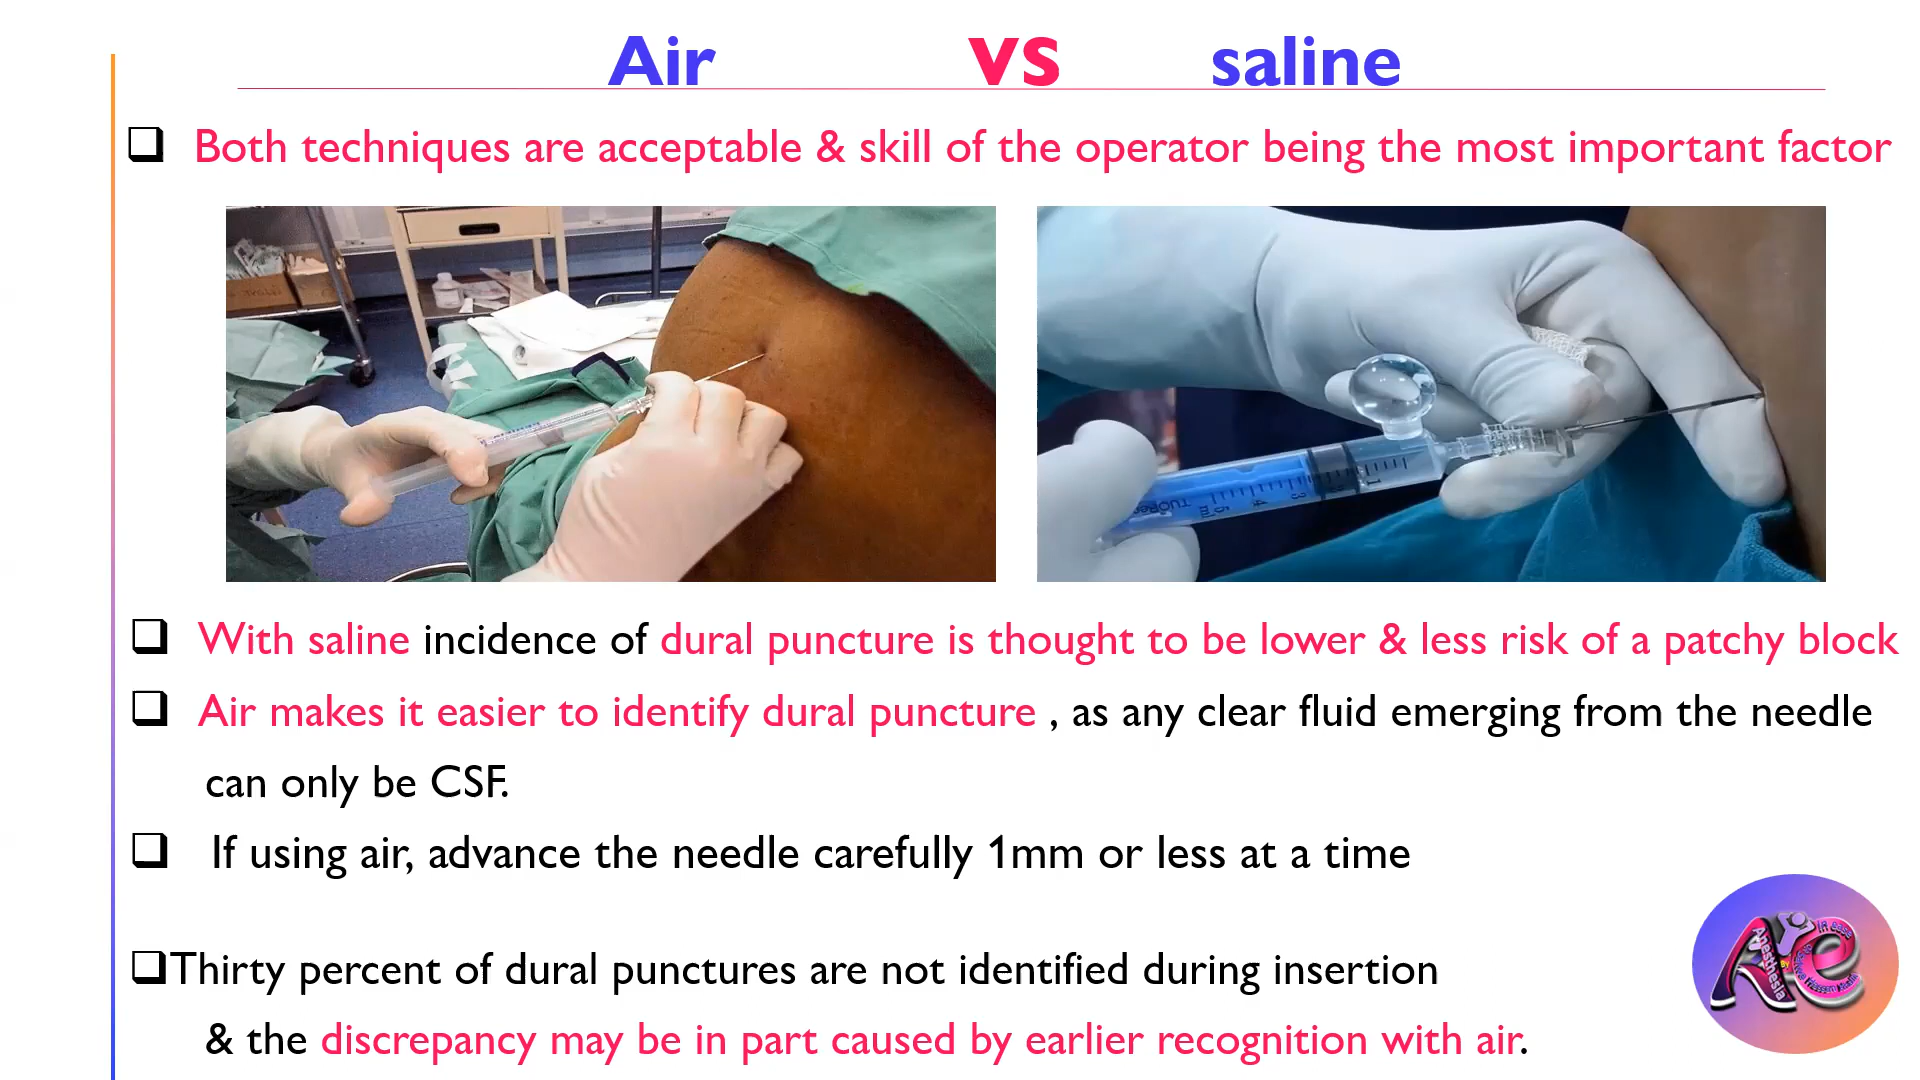 Air VS saline
Both techniques are acceptable & skill of the operator being the most important factor
With saline incidence of dural puncture is thought to be lower & less risk of a patchy block
Air makes it easier to identify dural puncture , as any clear fluid emerging from the needle
can only be CSF.
If using air, advance the needle carefully 1mm or less at a time
Thirty percent of dural punctures are not identified during insertion
& the discrepancy may be in part caused by earlier recognition with air.
Anesthesia